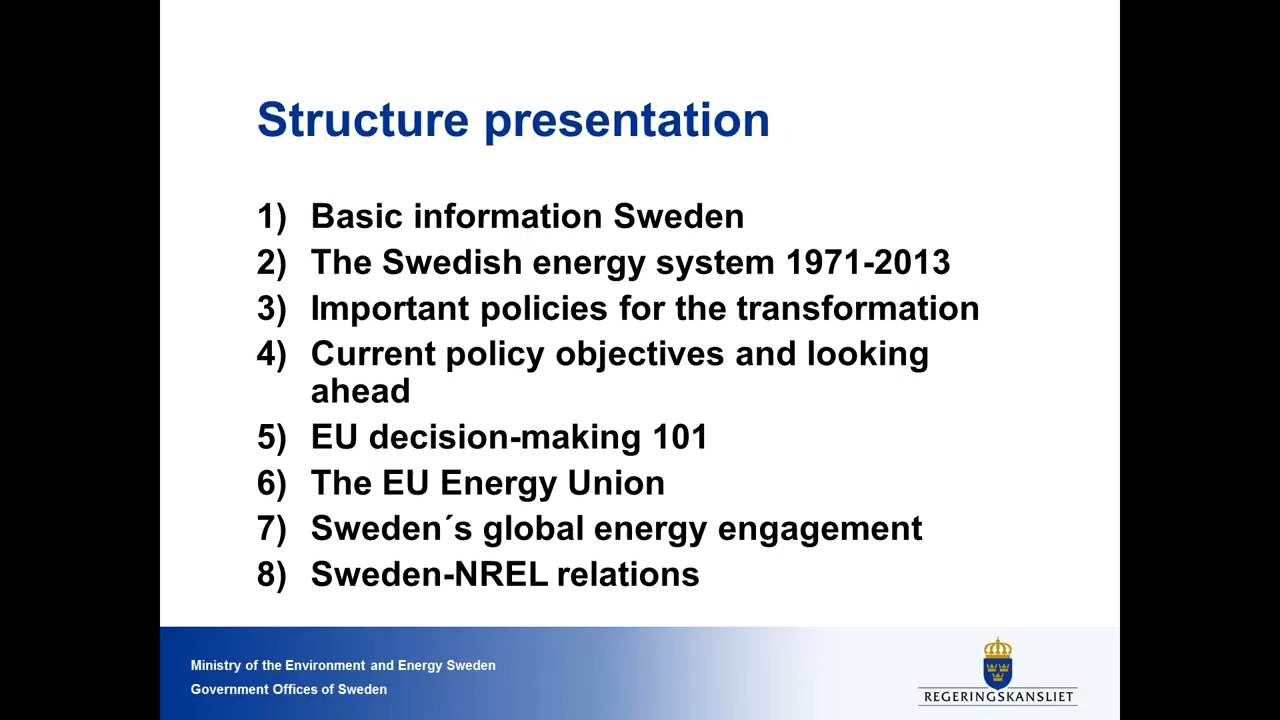 Structure presentation
1) Basic information Sweden
2) The Swedish energy system 1971-2013
3) Important policies for the transformation
4) Current policy objectives and looking
ahead
5) EU decision-making 101
6) The EU Energy Union
7) Sweden´s global energy engagement
8) Sweden-NREL relations
Ministry of the Environment and Energy Sweden
Government Offices of Sweden
REGERINGSKANSLIET